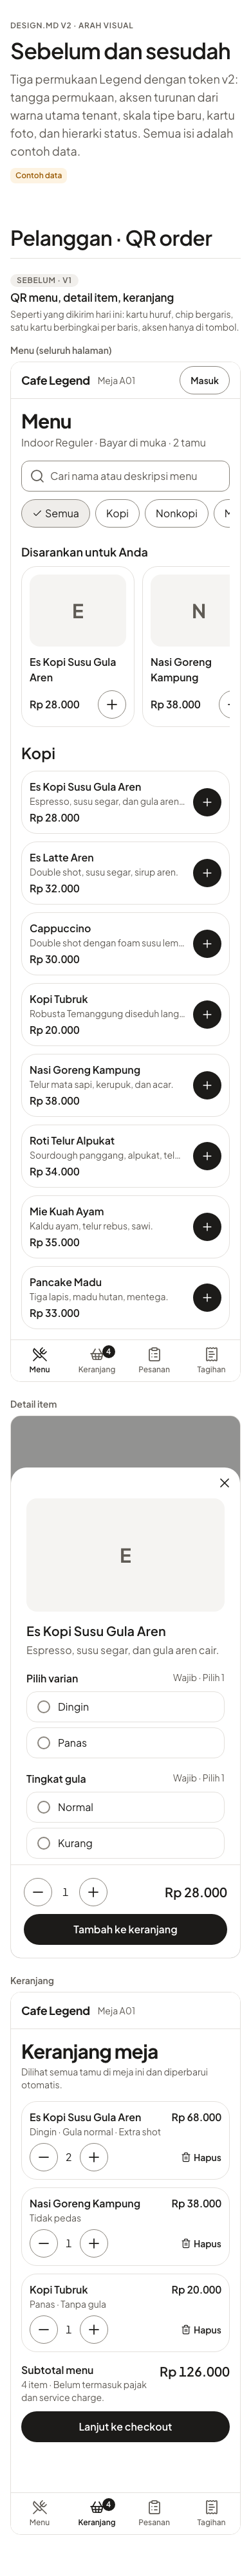 DESIGN.MD V2 · ARAH VISUAL
Sebelum dan sesudah
Tiga permukaan Legend dengan token v2:
tangga permukaan, aksen turunan dari
warna utama tenant, skala tipe baru, kartu
foto, dan hierarki status. Semua isi adalah
contoh data.
Contoh data
Pelanggan · QR order
SEBELUM · V1
QR menu, detail item, keranjang
Seperti yang dikirim hari ini: kartu huruf, chip bergaris,
satu kartu berbingkai per baris, aksen hanya di tombol.
Menu (seluruh halaman)
Cafe Legend Meja A01 Masuk
Menu
Indoor Reguler · Bayar di muka · 2 tamu
Cari nama atau deskripsi menu
Semua Kopi Nonkopi M
Disarankan untuk Anda
E N
Es Kopi Susu Gula
Aren
Rp 28.000
Nasi Goreng
Kampung
Rp 38.000
Kopi
Es Kopi Susu Gula Aren
Espresso, susu segar, dan gula aren...
Rp 28.000
Es Latte Aren
Double shot, susu segar, sirup aren.
Rp 32.000
Cappuccino
Double shot dengan foam susu lem...
Rp 30.000
Kopi Tubruk
Robusta Temanggung diseduh lang...
Rp 20.000
Nasi Goreng Kampung
Telur mata sapi, kerupuk, dan acar.
Rp 38.000
Roti Telur Alpukat
Sourdough panggang, alpukat, tel...
Rp 34.000
Mie Kuah Ayam
Kaldu ayam, telur rebus, sawi.
Rp 35.000
Pancake Madu
Tiga lapis, madu hutan, mentega.
Rp 33.000
4
Menu Keranjang Pesanan Tagihan
Detail item
E
Es Kopi Susu Gula Aren
Espresso, susu segar, dan gula aren cair.
Pilih varian Wajib · Pilih 1
Dingin
Panas
Tingkat gula Wajib · Pilih 1
Normal
Kurang
1 Rp 28.000
Tambah ke keranjang
Keranjang
Cafe Legend Meja A01
Keranjang meja
Dilihat semua tamu di meja ini dan diperbarui
otomatis.
Es Kopi Susu Gula Aren Rp 68.000
Dingin · Gula normal · Extra shot
2 Hapus
Nasi Goreng Kampung Rp 38.000
Tidak pedas
1 Hapus
Kopi Tubruk Rp 20.000
Panas · Tanpa gula
1 Hapus
Subtotal menu Rp 126.000
4 item · Belum termasuk pajak
dan service charge.
Lanjut ke checkout
4
Menu Keranjang Pesanan Tagihan